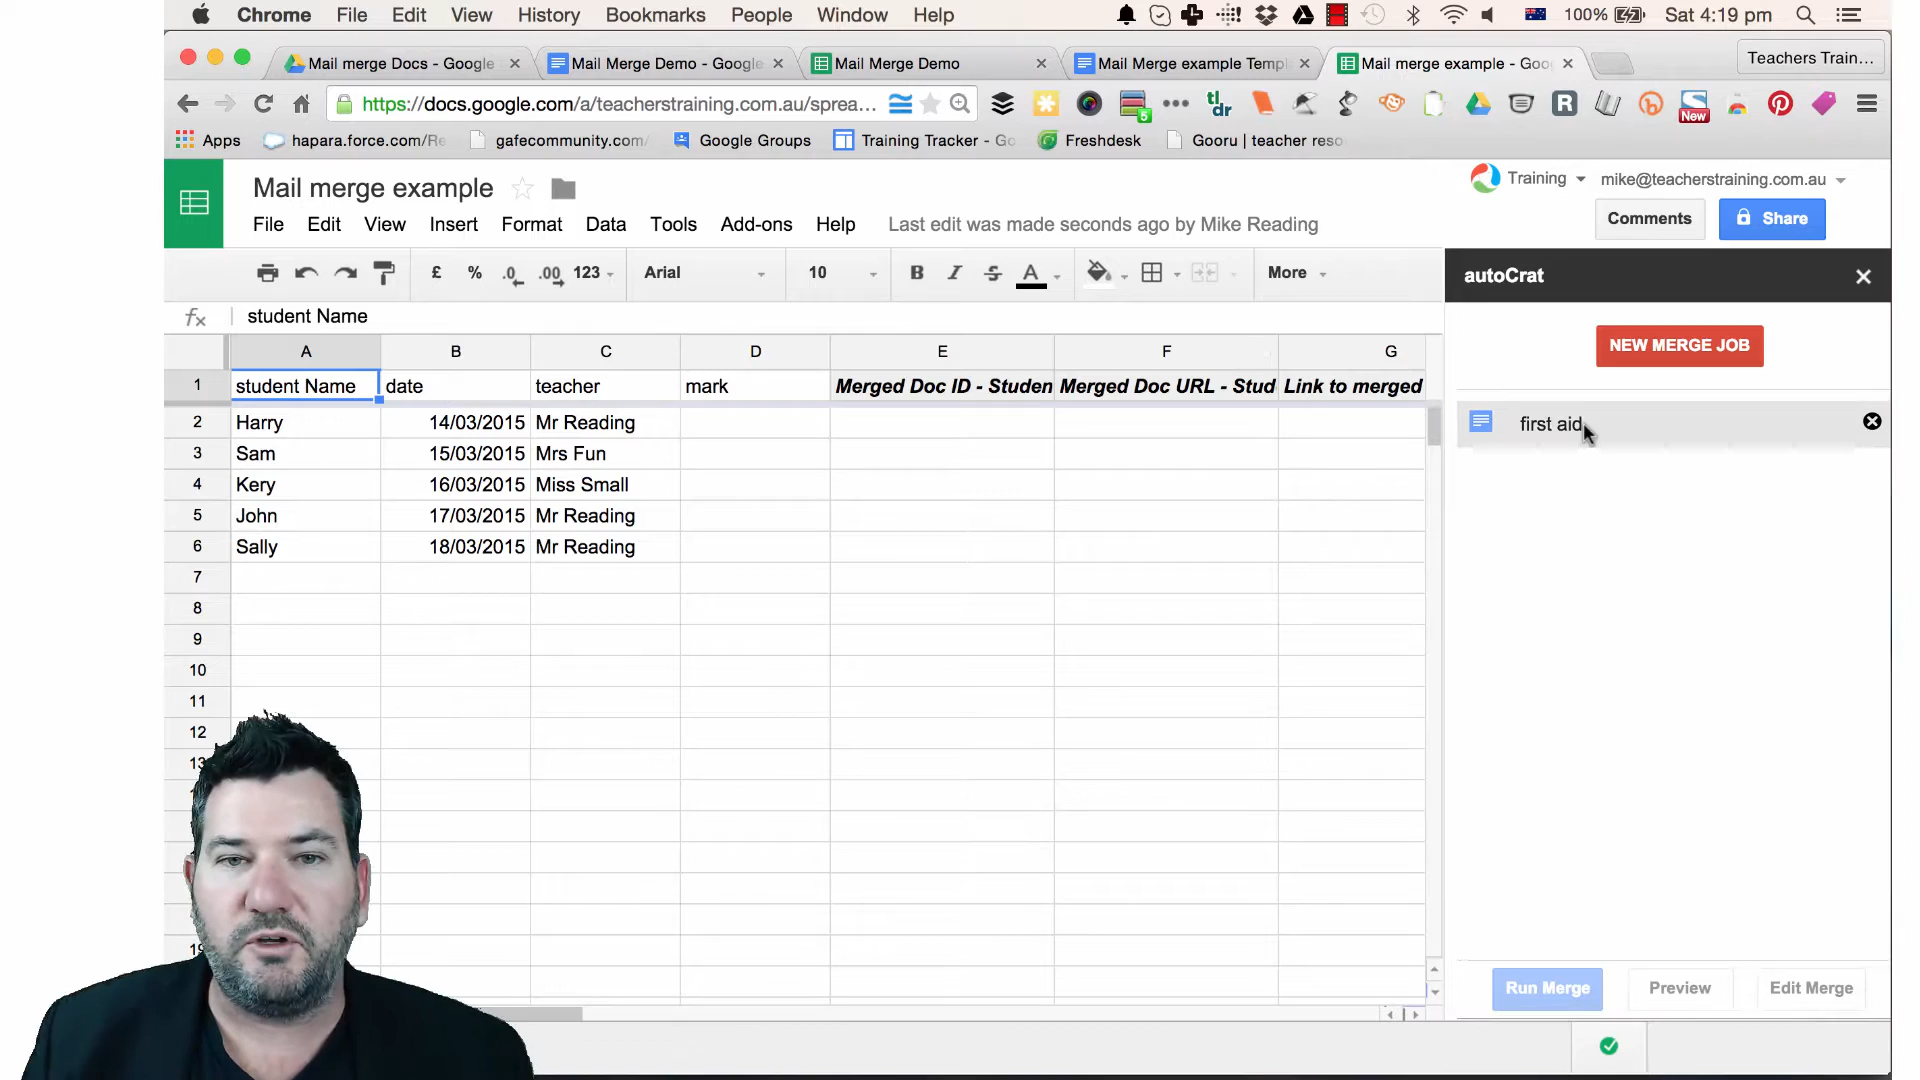 Chrome File Edit View History Bookmarks People Window Help 100% Sat 4:19 pm
Mail merge Docs - Google Mail Merge Demo - Google Mail Merge Demo Mail Merge example Templ Mail merge example - Goo Teachers Train...
https://docs.google.com/a/teacherstraining.com.au/sprea... 5 tl;dr R New
Apps hapara.force.com/Re gafecommunity.com/ Google Groups Training Tracker - Go Freshdesk Gooru | teacher reso
Mail merge example Training mike@teacherstraining.com.au
File Edit View Insert Format Data Tools Add-ons Help Last edit was made seconds ago by Mike Reading Comments Share
£ % .0 .00 123 Arial 10 B I S A More
autoCrat
fx student Name
NEW MERGE JOB
A B C D E F G
1 student Name date teacher mark Merged Doc ID - Studen Merged Doc URL - Stud Link to merged
2 Harry 14/03/2015 Mr Reading
first aid
3 Sam 15/03/2015 Mrs Fun
4 Kery 16/03/2015 Miss Small
5 John 17/03/2015 Mr Reading
6 Sally 18/03/2015 Mr Reading
7
8
9
10
11
12
13
19
Run Merge Preview Edit Merge